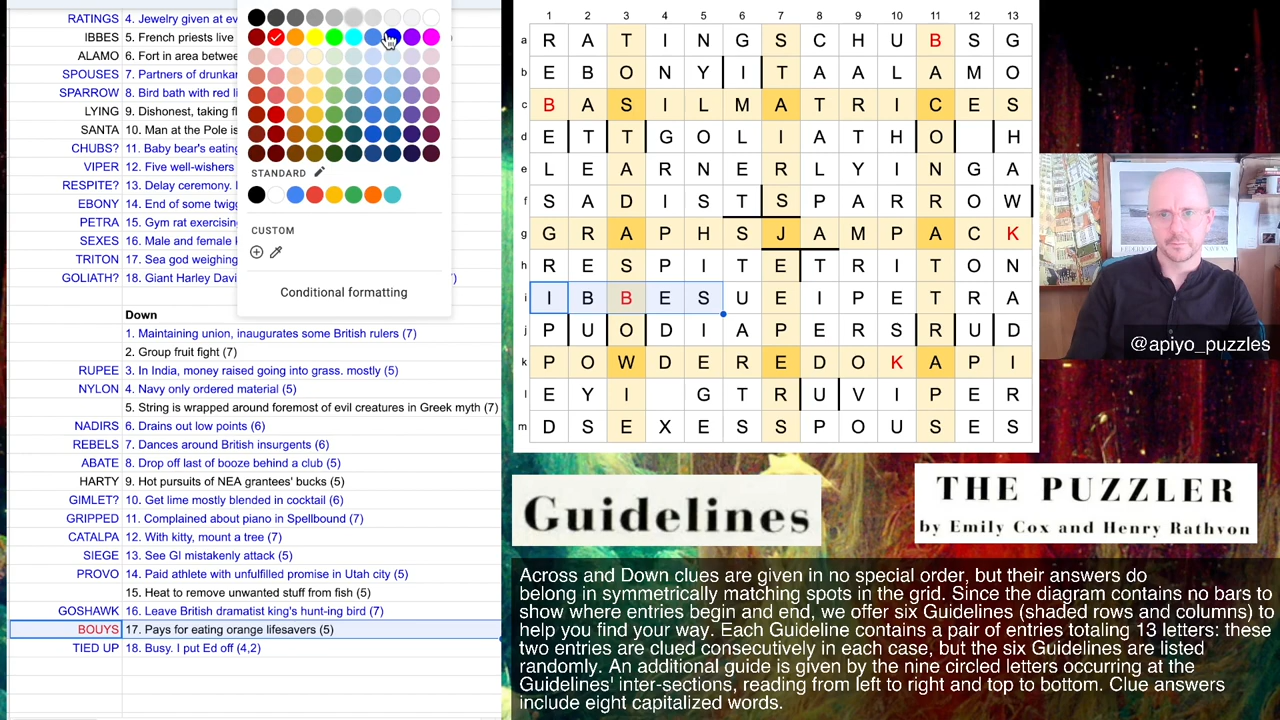 RATINGS 4. Jewelry given at ev
IBBES 5. French priests live
ALAMO 6. Fort in area betwee
SPOUSES 7. Partners of drunkar
SPARROW 8. Bird bath with red li
LYING 9. Dishonest, taking fl
SANTA 10. Man at the Pole is
CHUBS? 11. Baby bear's eating
VIPER 12. Five well-wishers
RESPITE? 13. Delay ceremony. I
EBONY 14. End of some twigg
PETRA 15. Gym rat exercising
SEXES 16. Male and female k
TRITON 17. Sea god weighing
GOLIATH? 18. Giant Harley Davi
Down
1. Maintaining union, inaugurates some British rulers (7)
2. Group fruit fight (7)
RUPEE 3. In India, money raised going into grass. mostly (5)
NYLON 4. Navy only ordered material (5)
5. String is wrapped around foremost of evil creatures in Greek myth (7)
NADIRS 6. Drains out low points (6)
REBELS 7. Dances around British insurgents (6)
ABATE 8. Drop off last of booze behind a club (5)
HARTY 9. Hot pursuits of NEA grantees' bucks (5)
GIMLET? 10. Get lime mostly blended in cocktail (6)
GRIPPED 11. Complained about piano in Spellbound (7)
CATALPA 12. With kitty, mount a tree (7)
SIEGE 13. See GI mistakenly attack (5)
PROVO 14. Paid athlete with unfulfilled promise in Utah city (5)
15. Heat to remove unwanted stuff from fish (5)
GOSHAWK 16. Leave British dramatist king's hunt-ing bird (7)
BOUYS 17. Pays for eating orange lifesavers (5)
TIED UP 18. Busy. I put Ed off (4,2)
STANDARD
CUSTOM
Conditional formatting
1 2 3 4 5 6 7 8 9 10 11 12 13
a R A T I N G S C H U B S G
b E B O N Y I T A A L A M O
c B A S I L M A T R I C E S
d E T T G O L I A T H O H
e L E A R N E R L Y I N G A
f S A D I S T S P A R R O W
g G R A P H S J A M P A C K
h R E S P I T E T R I T O N
i I B B E S U E I P E T R A
j P U O D I A P E R S R U D
k P O W D E R E D O K A P I
l E Y I G T R U V I P E R
m D S E X E S S P O U S E S
@apiyo_puzzles
Guidelines
THE PUZZLER
by Emily Cox and Henry Rathvon
Across and Down clues are given in no special order, but their answers do
belong in symmetrically matching spots in the grid. Since the diagram contains no bars to
show where entries begin and end, we offer six Guidelines (shaded rows and columns) to
help you find your way. Each Guideline contains a pair of entries totaling 13 letters: these
two entries are clued consecutively in each case, but the six Guidelines are listed
randomly. An additional guide is given by the nine circled letters occurring at the
Guidelines' inter-sections, reading from left to right and top to bottom. Clue answers
include eight capitalized words.